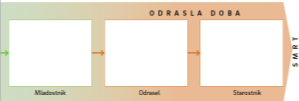 ODRASLA DOBA
SMRT
Mladostnik
Odrasel
Starostnik